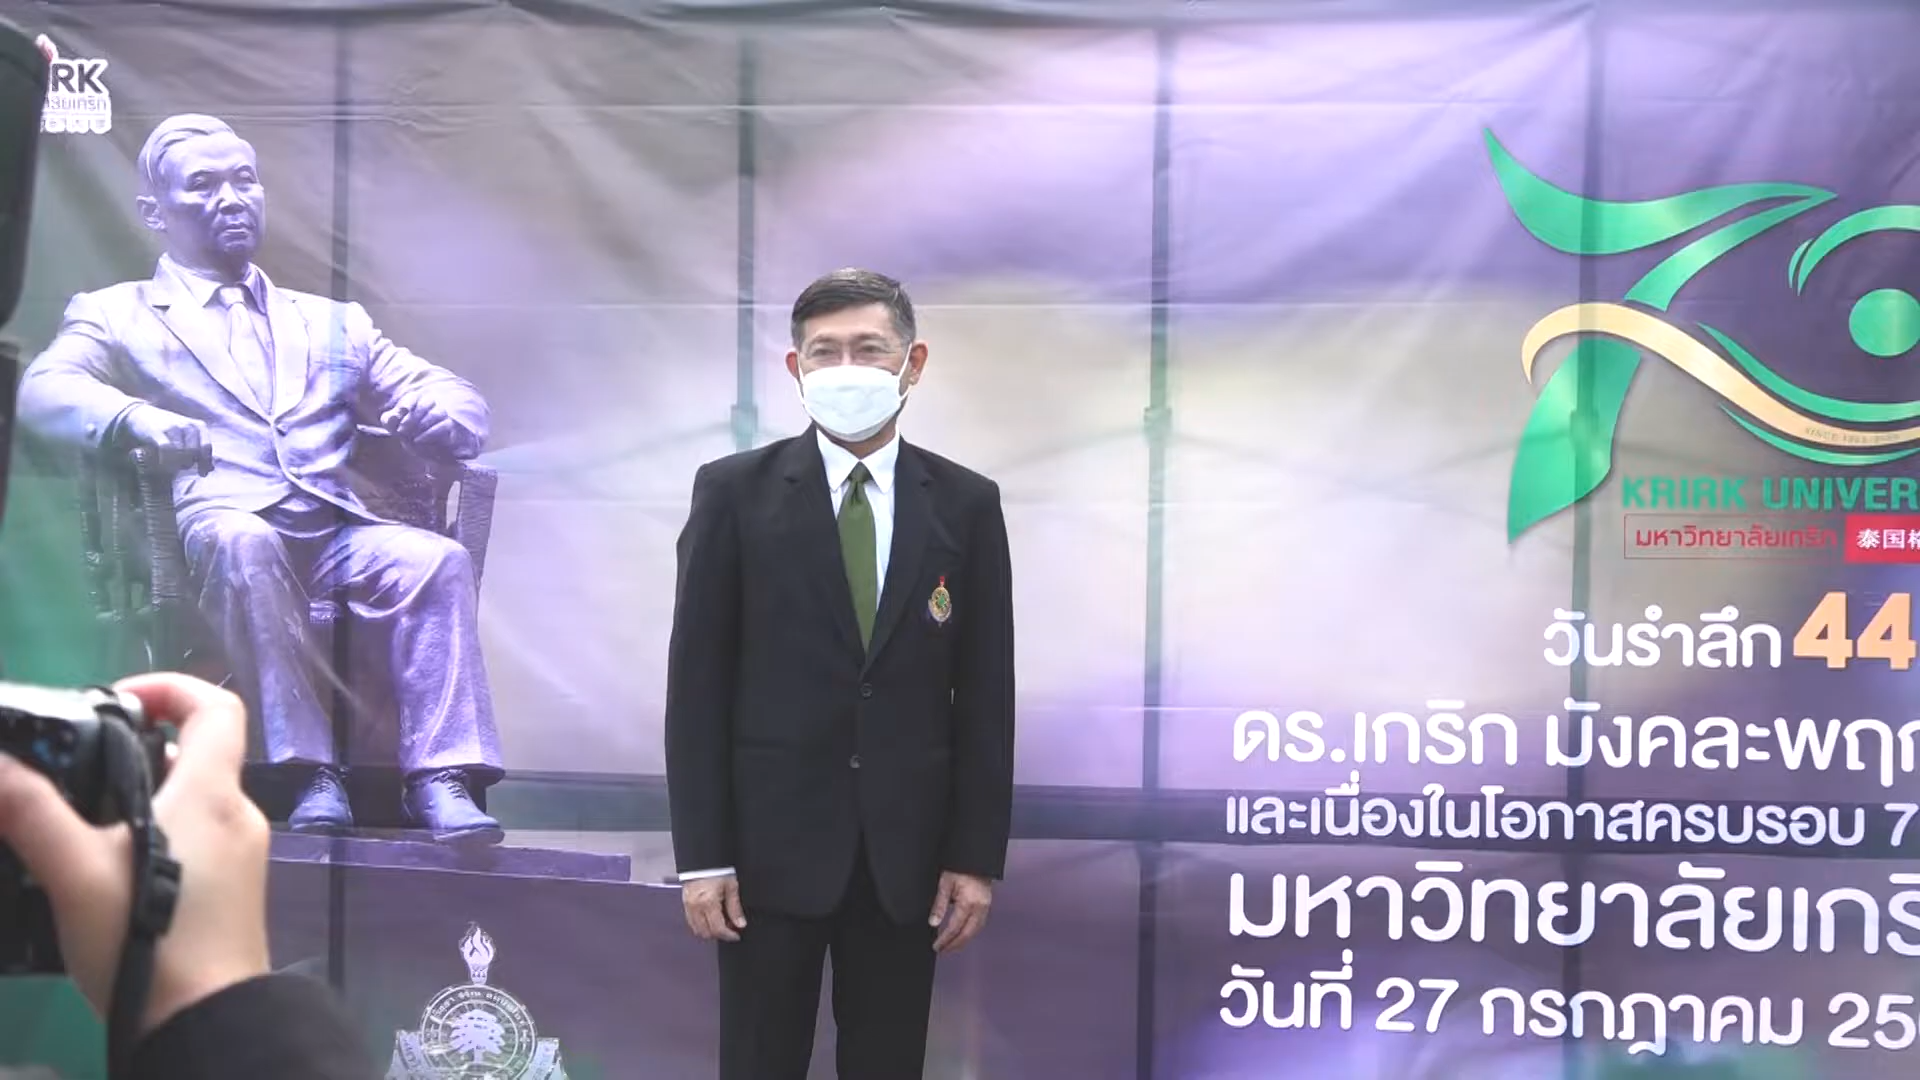 RK
SINCE 1952
KRIRK UNIVER
มหาวิทยาลัยเกริก
泰国格
วันรำลึก 44
ดร.เกริก มังคละพฤก
และเนื่องในโอกาสครบรอบ 7
มหาวิทยาลัยเกริ
วันที่ 27 กรกฎาคม 25